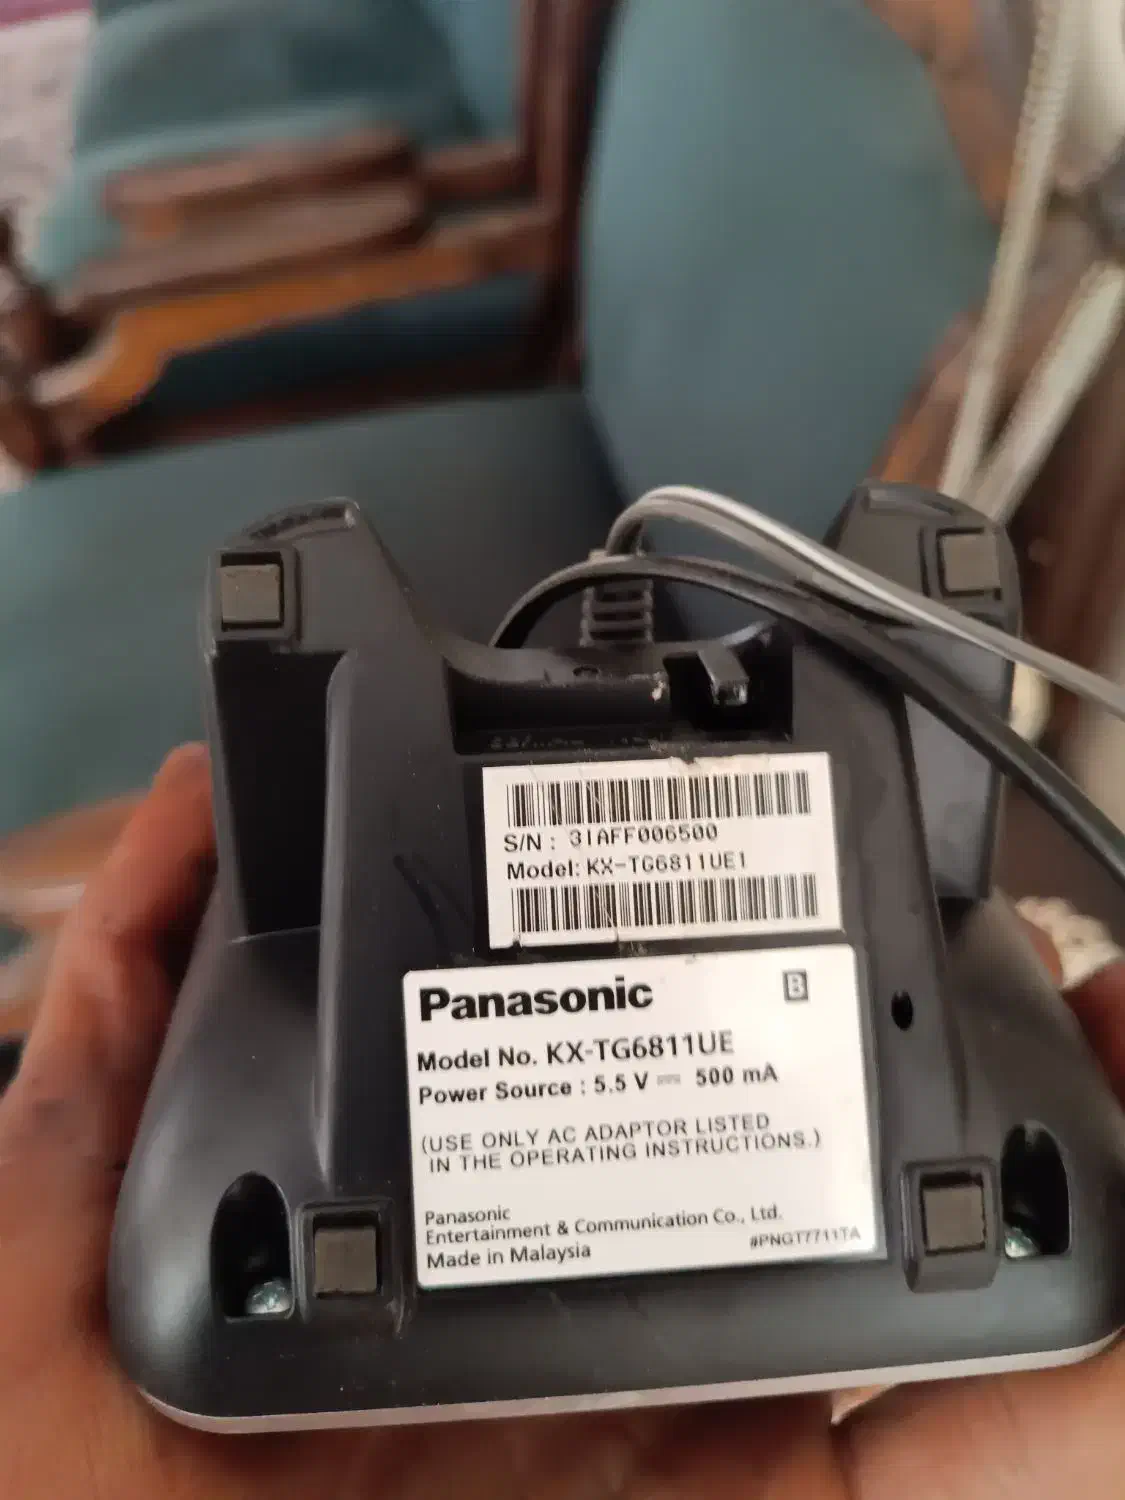 S/N : 3IAFF006500
Model: KX-TG6811UE1
Panasonic B
Model No. KX-TG6811UE
Power Source : 5.5 V ⎓ 500 mA
(USE ONLY AC ADAPTOR LISTED
IN THE OPERATING INSTRUCTIONS.)
Panasonic
Entertainment & Communication Co., Ltd.
Made in Malaysia #PNGT7711TA